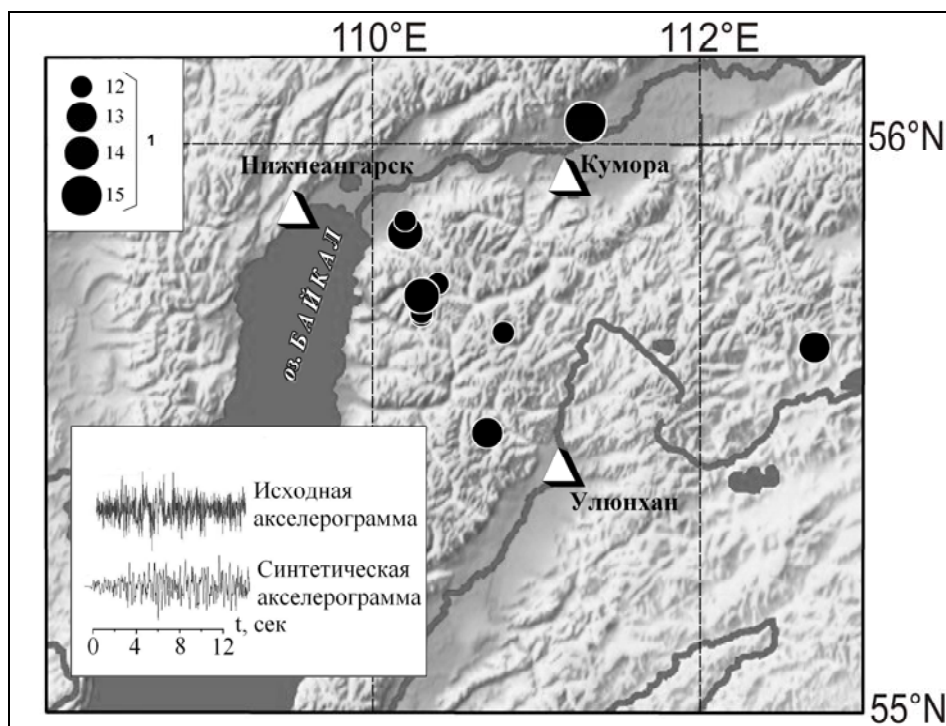 110°E
112°E
12
13
14
15
1
56°N
Нижнеангарск
Кумора
оз. БАЙКАЛ
Улюнхан
Исходная
акселерограмма
Синтетическая
акселерограмма
t, сек
0 4 8 12
55°N